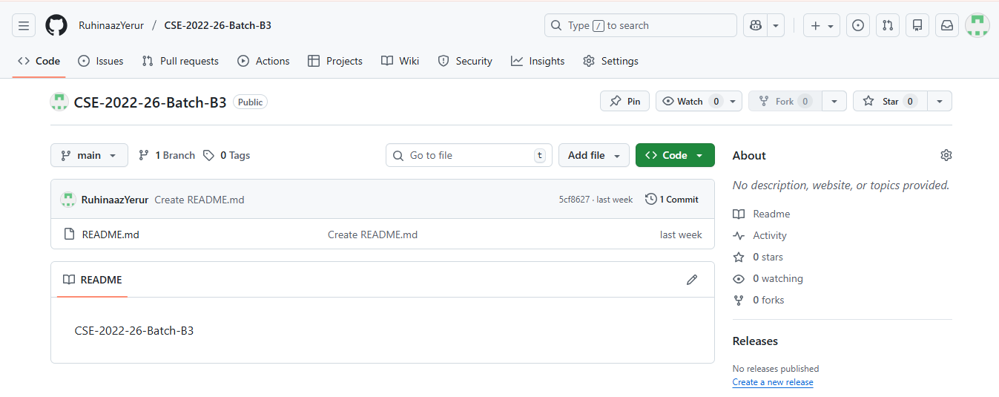 RuhinaazYerur / CSE-2022-26-Batch-B3
Type / to search
Code Issues Pull requests Actions Projects Wiki Security Insights Settings
CSE-2022-26-Batch-B3 Public
Pin Watch 0 Fork 0 Star 0
main 1 Branch 0 Tags
Go to file t
Add file
Code
RuhinaazYerur Create README.md
5cf8627 · last week 1 Commit
README.md Create README.md last week
README
CSE-2022-26-Batch-B3
About
No description, website, or topics provided.
Readme
Activity
0 stars
0 watching
0 forks
Releases
No releases published
Create a new release